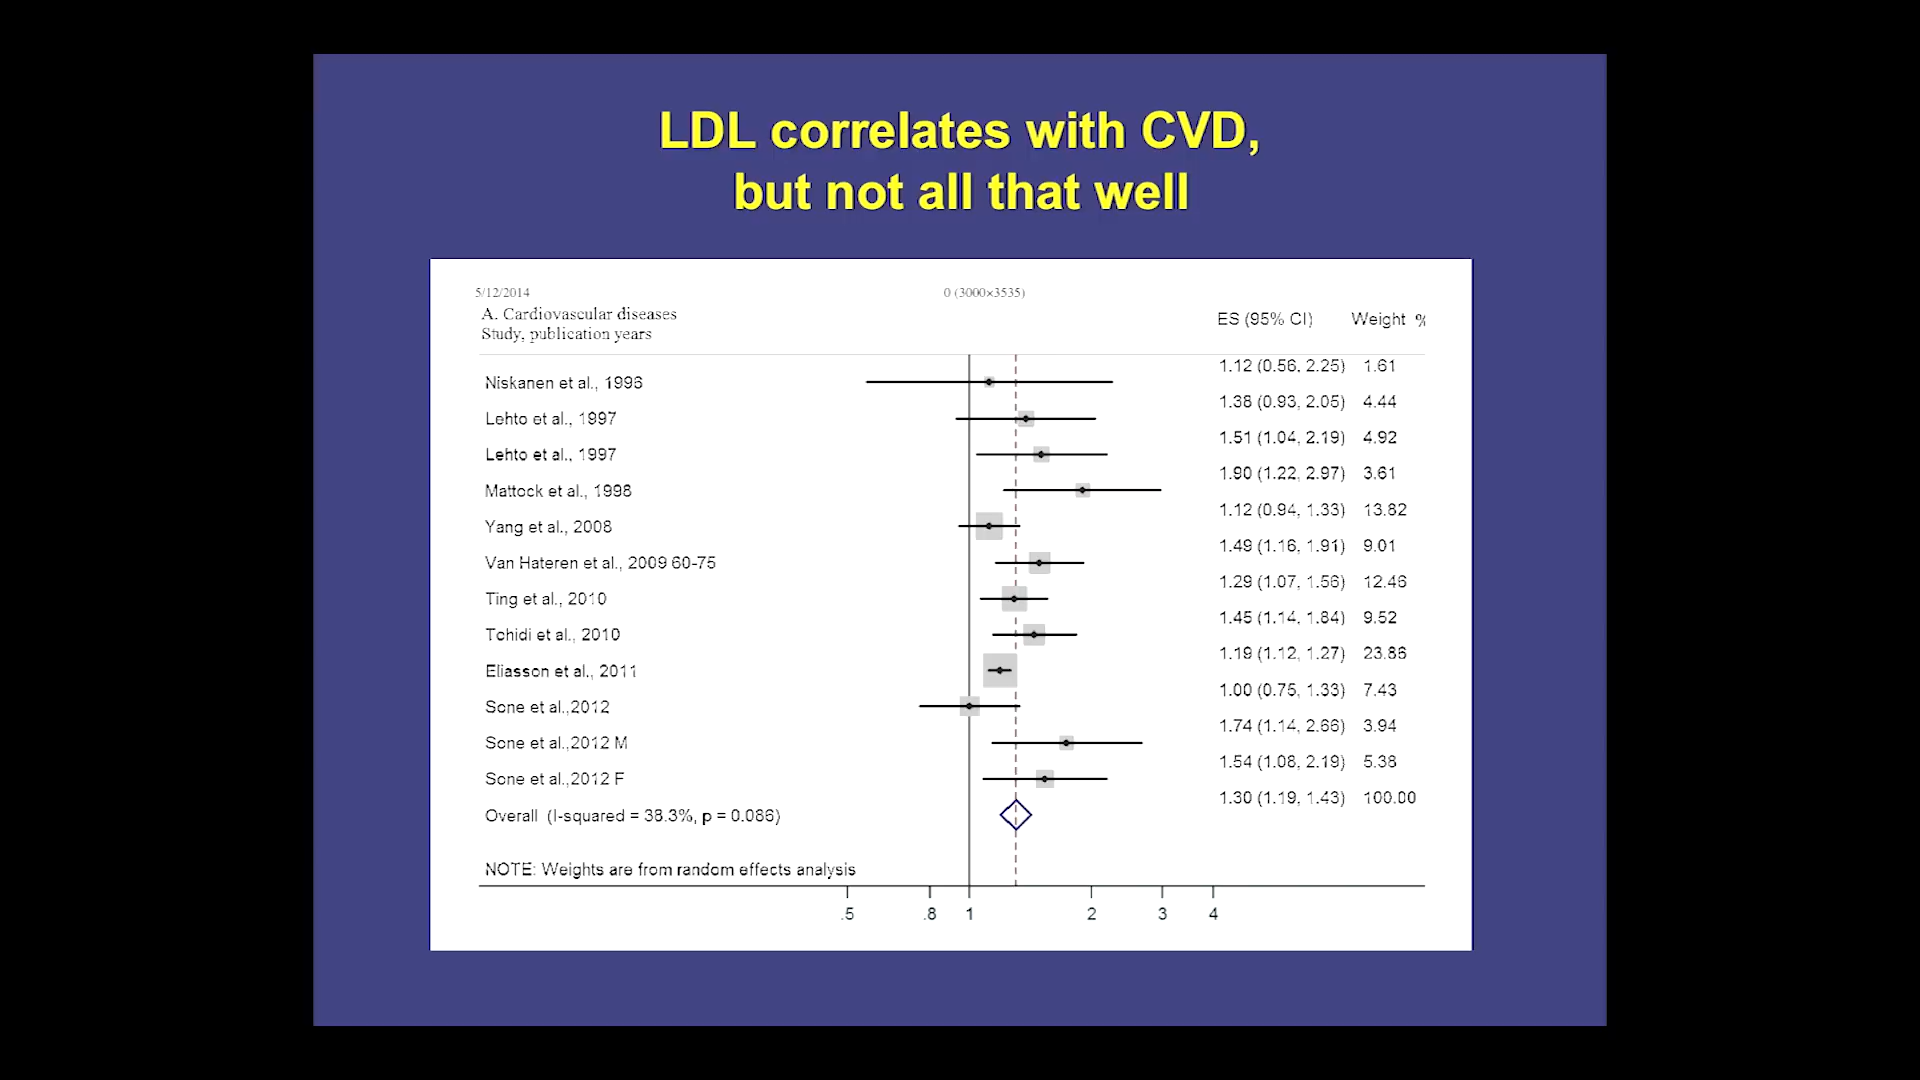 LDL correlates with CVD,
but not all that well
5/12/2014
0 (3000×3535)
A. Cardiovascular diseases
Study, publication years
ES (95% CI) Weight %
Niskanen et al., 1996 1.12 (0.56, 2.25) 1.61
Lehto et al., 1997 1.38 (0.93, 2.05) 4.44
Lehto et al., 1997 1.51 (1.04, 2.19) 4.92
Mattock et al., 1998 1.90 (1.22, 2.97) 3.61
Yang et al., 2008 1.12 (0.94, 1.33) 13.82
Van Hateren et al., 2009 60-75 1.49 (1.16, 1.91) 9.01
Ting et al., 2010 1.29 (1.07, 1.56) 12.46
Tohidi et al., 2010 1.45 (1.14, 1.84) 9.52
Eliasson et al., 2011 1.19 (1.12, 1.27) 23.86
Sone et al.,2012 1.00 (0.75, 1.33) 7.43
Sone et al.,2012 M 1.74 (1.14, 2.66) 3.94
Sone et al.,2012 F 1.54 (1.08, 2.19) 5.38
Overall (I-squared = 38.3%, p = 0.086) 1.30 (1.19, 1.43) 100.00
NOTE: Weights are from random effects analysis
.5 .8 1 2 3 4